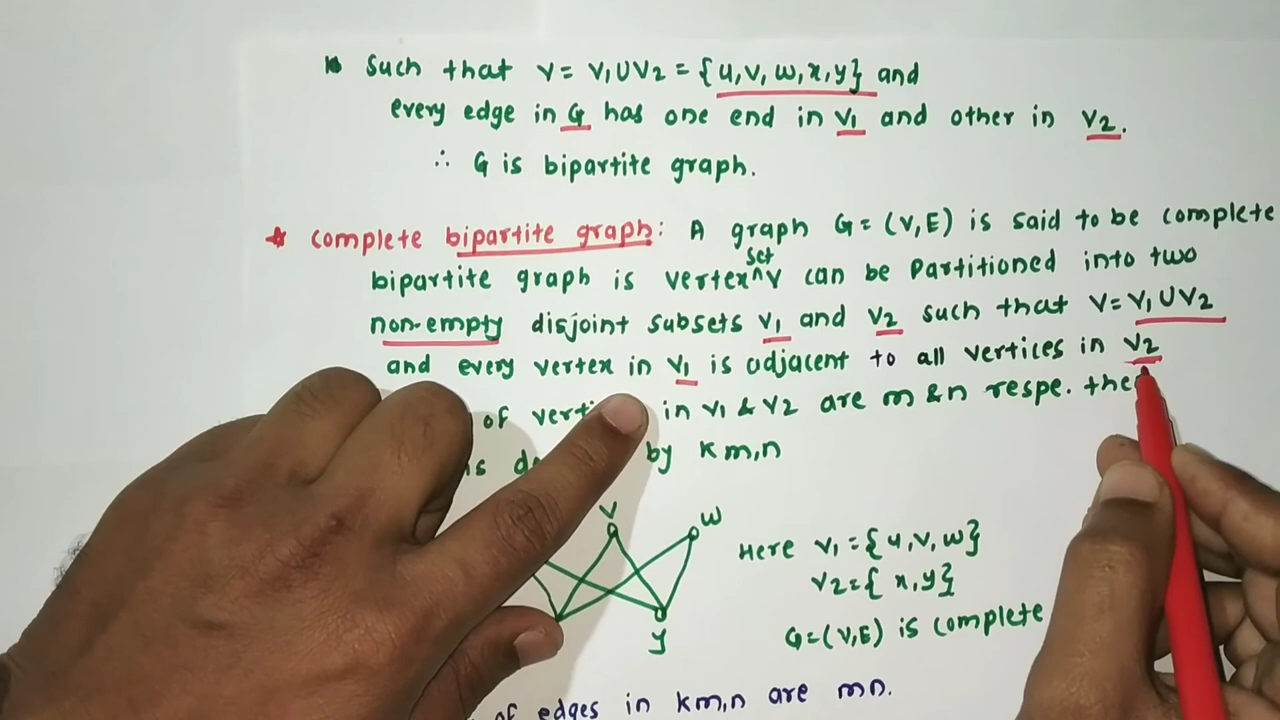 Such that V = V1 U V2 = {u, v, w, x, y} and
every edge in G has one end in V1 and other in V2.
∴ G is bipartite graph.
* complete bipartite graph: A graph G = (V, E) is said to be complete
set
bipartite graph is vertex ^ V can be partitioned into two
non-empty disjoint subsets V1 and V2 such that V = V1 U V2
and every vertex in V1 is adjacent to all vertices in V2
of in V1 & V2 are m & n respe.
by Km,n
V W
Here V1 = {u, v, w}
V2 = { x, y}
y
G = (V, E) is complete
of edges in Km,n are mn.